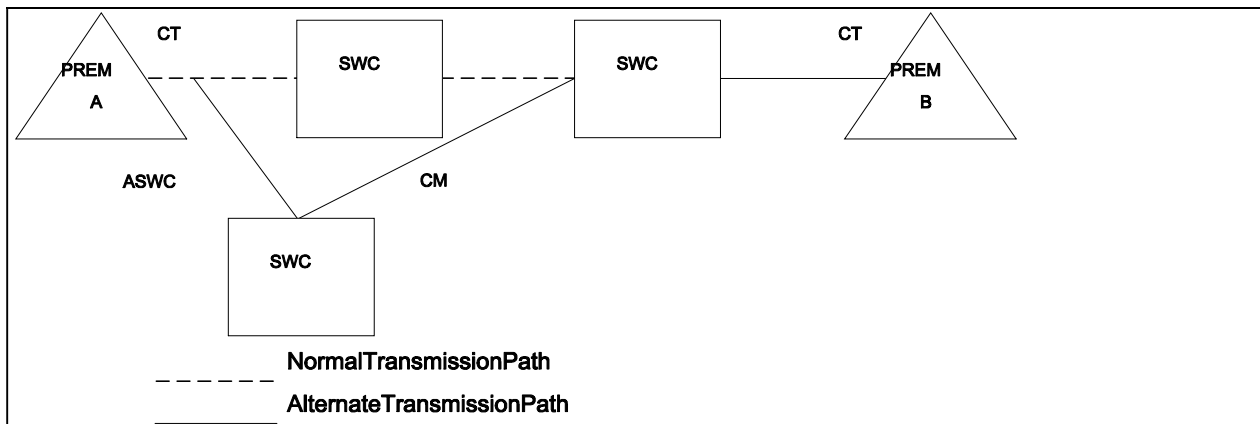 CT
CT
PREM
A
SWC
SWC
PREM
B
ASWC
CM
SWC
NormalTransmissionPath
AlternateTransmissionPath